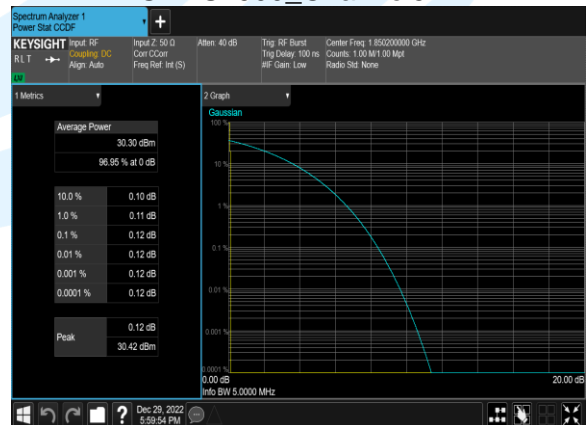 Spectrum Analyzer 1
Power Stat CCDF
KEYSIGHT
Input: RF
Coupling: DC
Align: Auto
Input Z: 50 Ω
Corr CCorr
Freq Ref: Int (S)
Atten: 40 dB
Trig: RF Burst
Trig Delay: 100 ns
#IF Gain: Low
Center Freq: 1.850200000 GHz
Counts: 1.00 M/1.00 Mpt
Radio Std: None
R L T
1 Metrics
Average Power
30.30 dBm
96.95 % at 0 dB
10.0 % 0.10 dB
1.0 % 0.11 dB
0.1 % 0.12 dB
0.01 % 0.12 dB
0.001 % 0.12 dB
0.0001 % 0.12 dB
Peak
0.12 dB
30.42 dBm
2 Graph
Gaussian
100 %
10 %
1 %
0.1 %
0.01 %
0.001 %
0.0001 %
0.00 dB
20.00 dB
Info BW 5.0000 MHz
Dec 29, 2022
5:59:54 PM